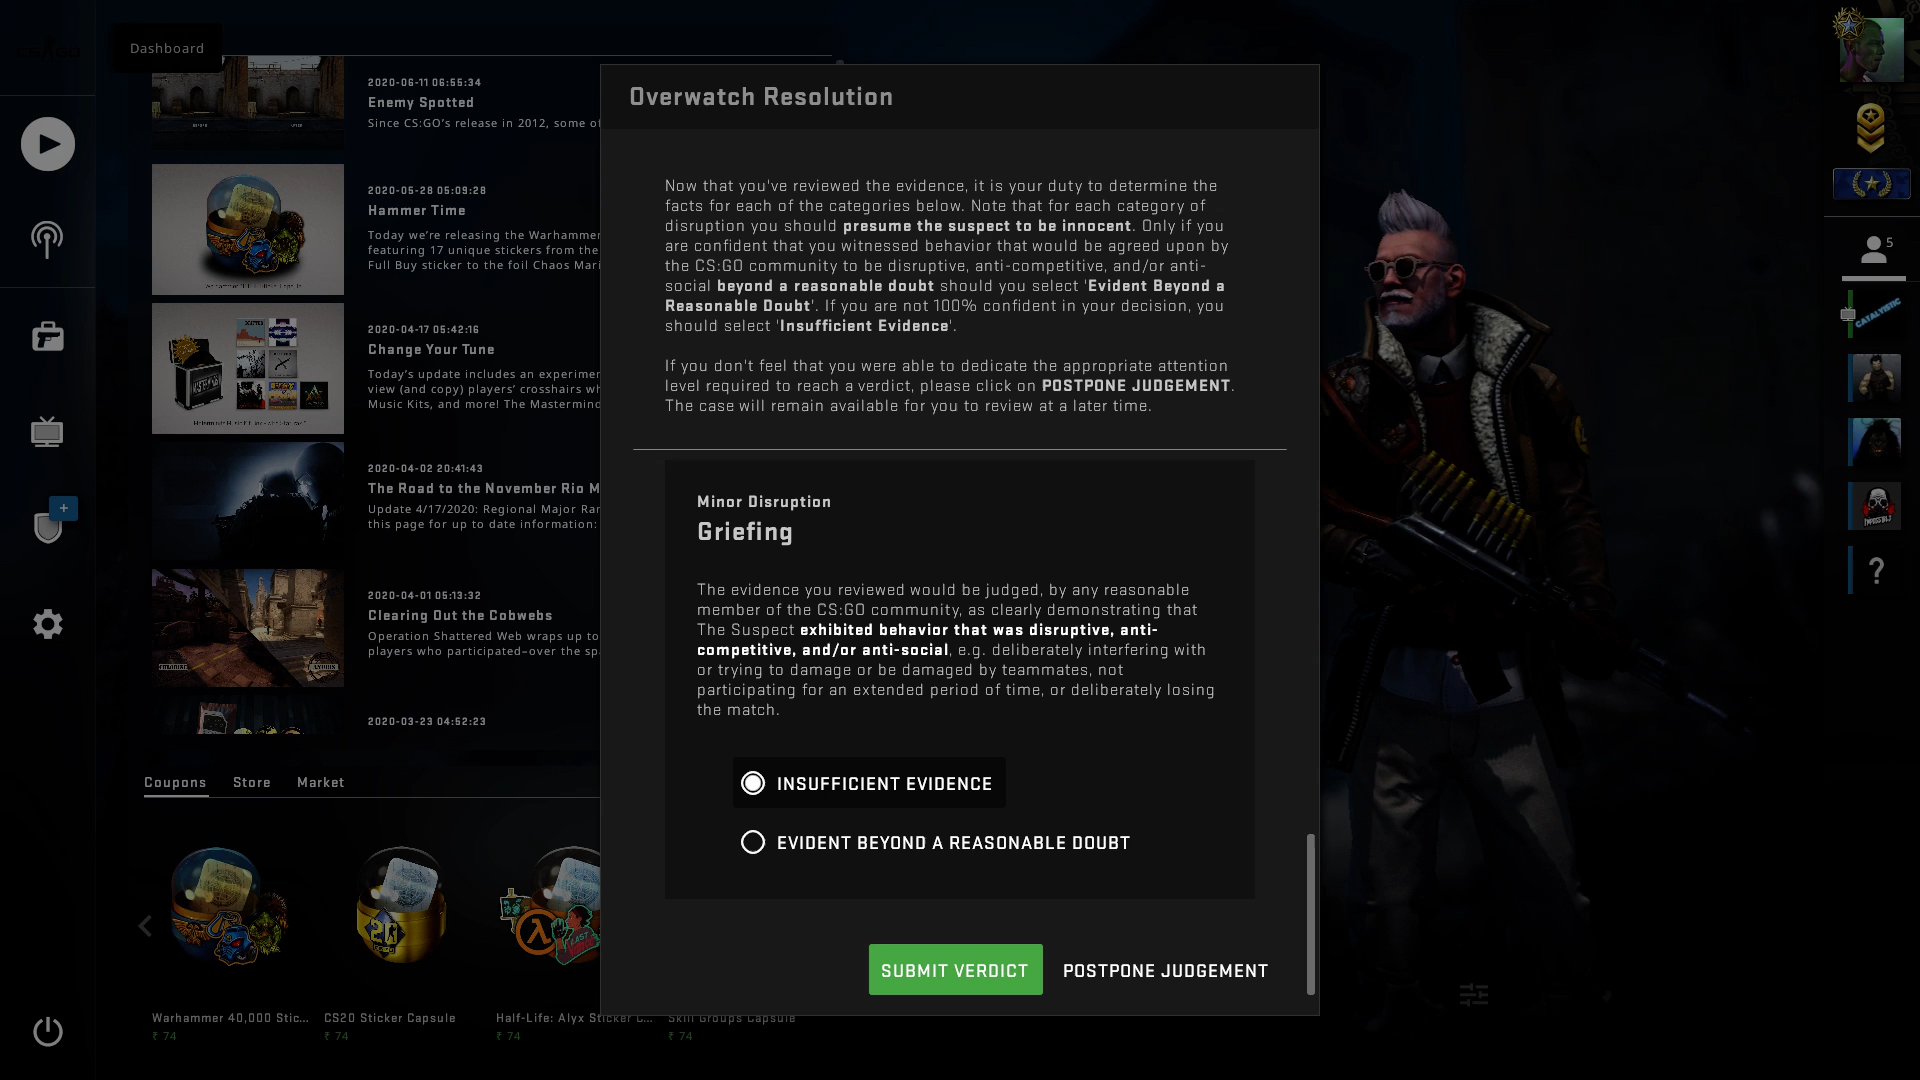 Dashboard
2020-06-11 06:55:34
Enemy Spotted
Since CS:GO's release in 2012, some of
2020-05-28 05:09:28
Hammer Time
Today we're releasing the Warhammer
featuring 17 unique stickers from the
Full Buy sticker to the foil Chaos Mari
2020-04-17 05:42:16
Change Your Tune
Today's update includes an experimen
view (and copy) players' crosshairs wh
Music Kits, and more! The Mastermind
2020-04-02 20:41:43
The Road to the November Rio M
Update 4/17/2020: Regional Major Ran
this page for up to date information:
2020-04-01 05:13:32
Clearing Out the Cobwebs
Operation Shattered Web wraps up to
players who participated–over the sp
2020-03-23 04:52:23
Coupons Store Market
Warhammer 40,000 Stic...
₹ 74
CS20 Sticker Capsule
₹ 74
Half-Life: Alyx Sticker C...
₹ 74
Skill Groups Capsule
₹ 74
Overwatch Resolution
Now that you've reviewed the evidence, it is your duty to determine the
facts for each of the categories below. Note that for each category of
disruption you should presume the suspect to be innocent. Only if you
are confident that you witnessed behavior that would be agreed upon by
the CS:GO community to be disruptive, anti-competitive, and/or anti-
social beyond a reasonable doubt should you select 'Evident Beyond a
Reasonable Doubt'. If you are not 100% confident in your decision, you
should select 'Insufficient Evidence'.
If you don't feel that you were able to dedicate the appropriate attention
level required to reach a verdict, please click on POSTPONE JUDGEMENT.
The case will remain available for you to review at a later time.
Minor Disruption
Griefing
The evidence you reviewed would be judged, by any reasonable
member of the CS:GO community, as clearly demonstrating that
The Suspect exhibited behavior that was disruptive, anti-
competitive, and/or anti-social, e.g. deliberately interfering with
or trying to damage or be damaged by teammates, not
participating for an extended period of time, or deliberately losing
the match.
INSUFFICIENT EVIDENCE
EVIDENT BEYOND A REASONABLE DOUBT
SUBMIT VERDICT POSTPONE JUDGEMENT
5
CATALYSTIC
?